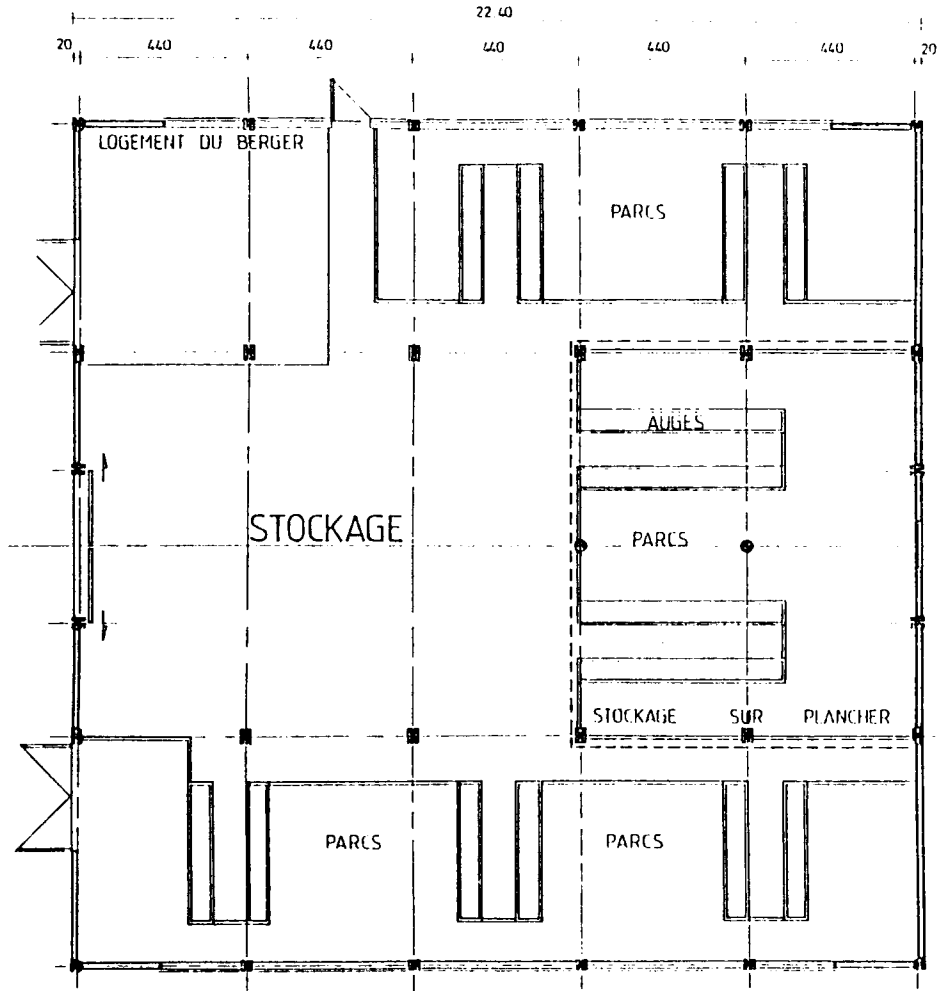 22.40
20 440 440 440 440 440 20
LOGEMENT DU BERGER
PARCS
AUGES
STOCKAGE
PARCS
STOCKAGE SUR PLANCHER
PARCS
PARCS